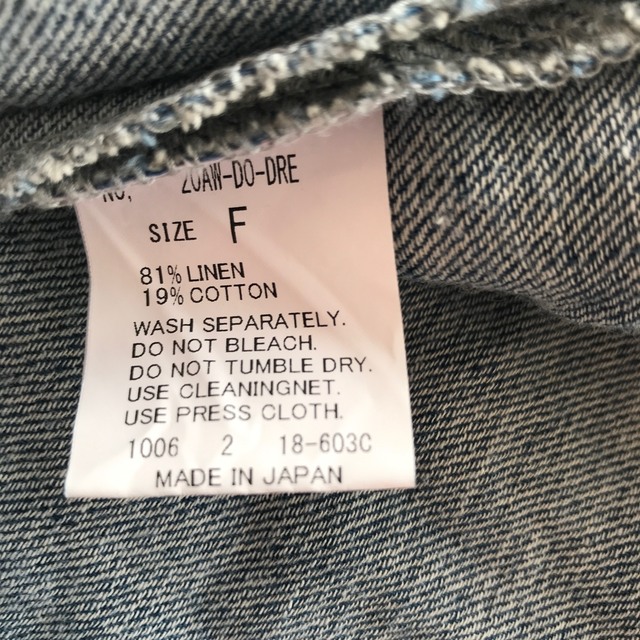 NO, 20AW-DO-DRE
SIZE F
81% LINEN
19% COTTON
WASH SEPARATELY.
DO NOT BLEACH.
DO NOT TUMBLE DRY.
USE CLEANINGNET.
USE PRESS CLOTH.
1006 2 18-603C
MADE IN JAPAN